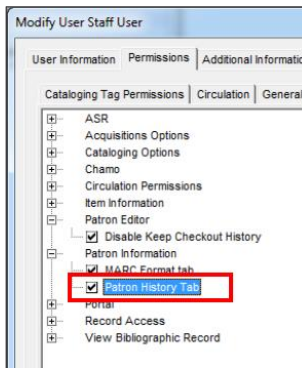 Modify User Staff User
User Information Permissions Additional Informatio
Cataloging Tag Permissions Circulation General
ASR
Acquisitions Options
Cataloging Options
Chamo
Circulation Permissions
Item Information
Patron Editor
Disable Keep Checkout History
Patron Information
MARC Format tab
Patron History Tab
Portal
Record Access
View Bibliographic Record